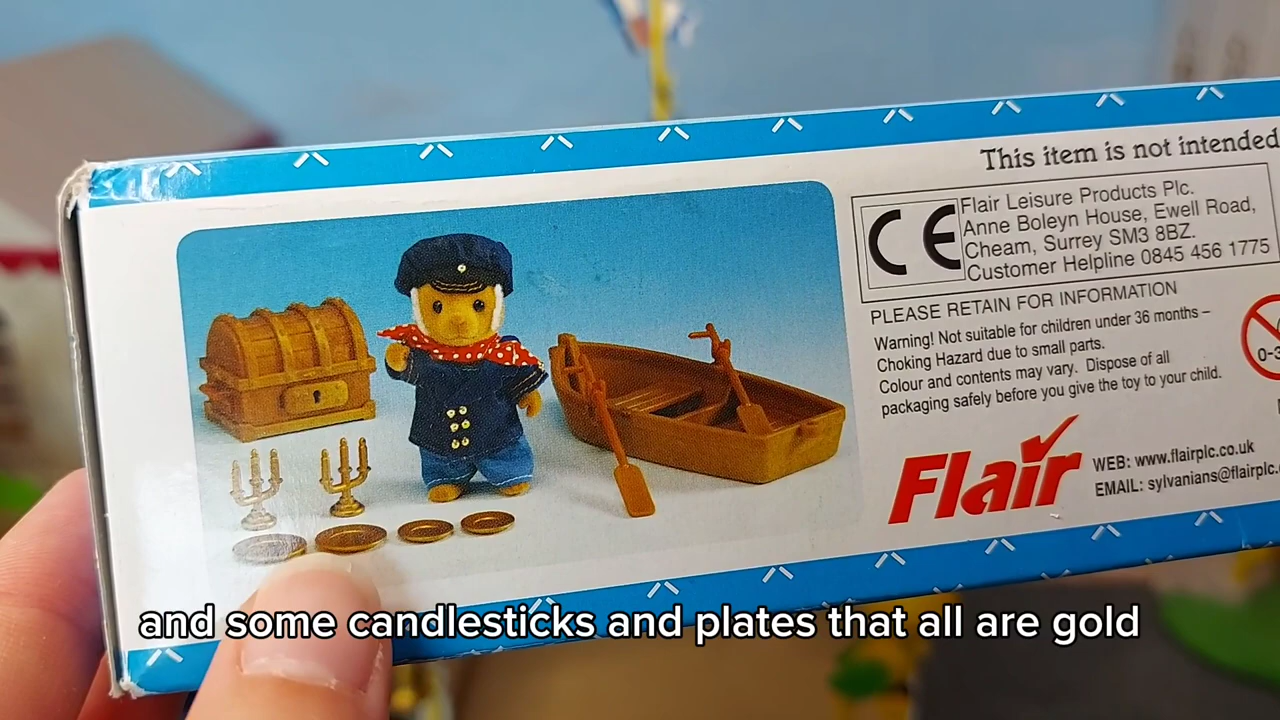 This item is not intended
CE
Flair Leisure Products Plc.
Anne Boleyn House, Ewell Road,
Cheam, Surrey SM3 8BZ.
Customer Helpline 0845 456 1775
PLEASE RETAIN FOR INFORMATION
Warning! Not suitable for children under 36 months –
Choking Hazard due to small parts.
Colour and contents may vary. Dispose of all
packaging safely before you give the toy to your child.
0-3
Flair
WEB: www.flairplc.co.uk
EMAIL: sylvanians@flairplc.
and some candlesticks and plates that all are gold